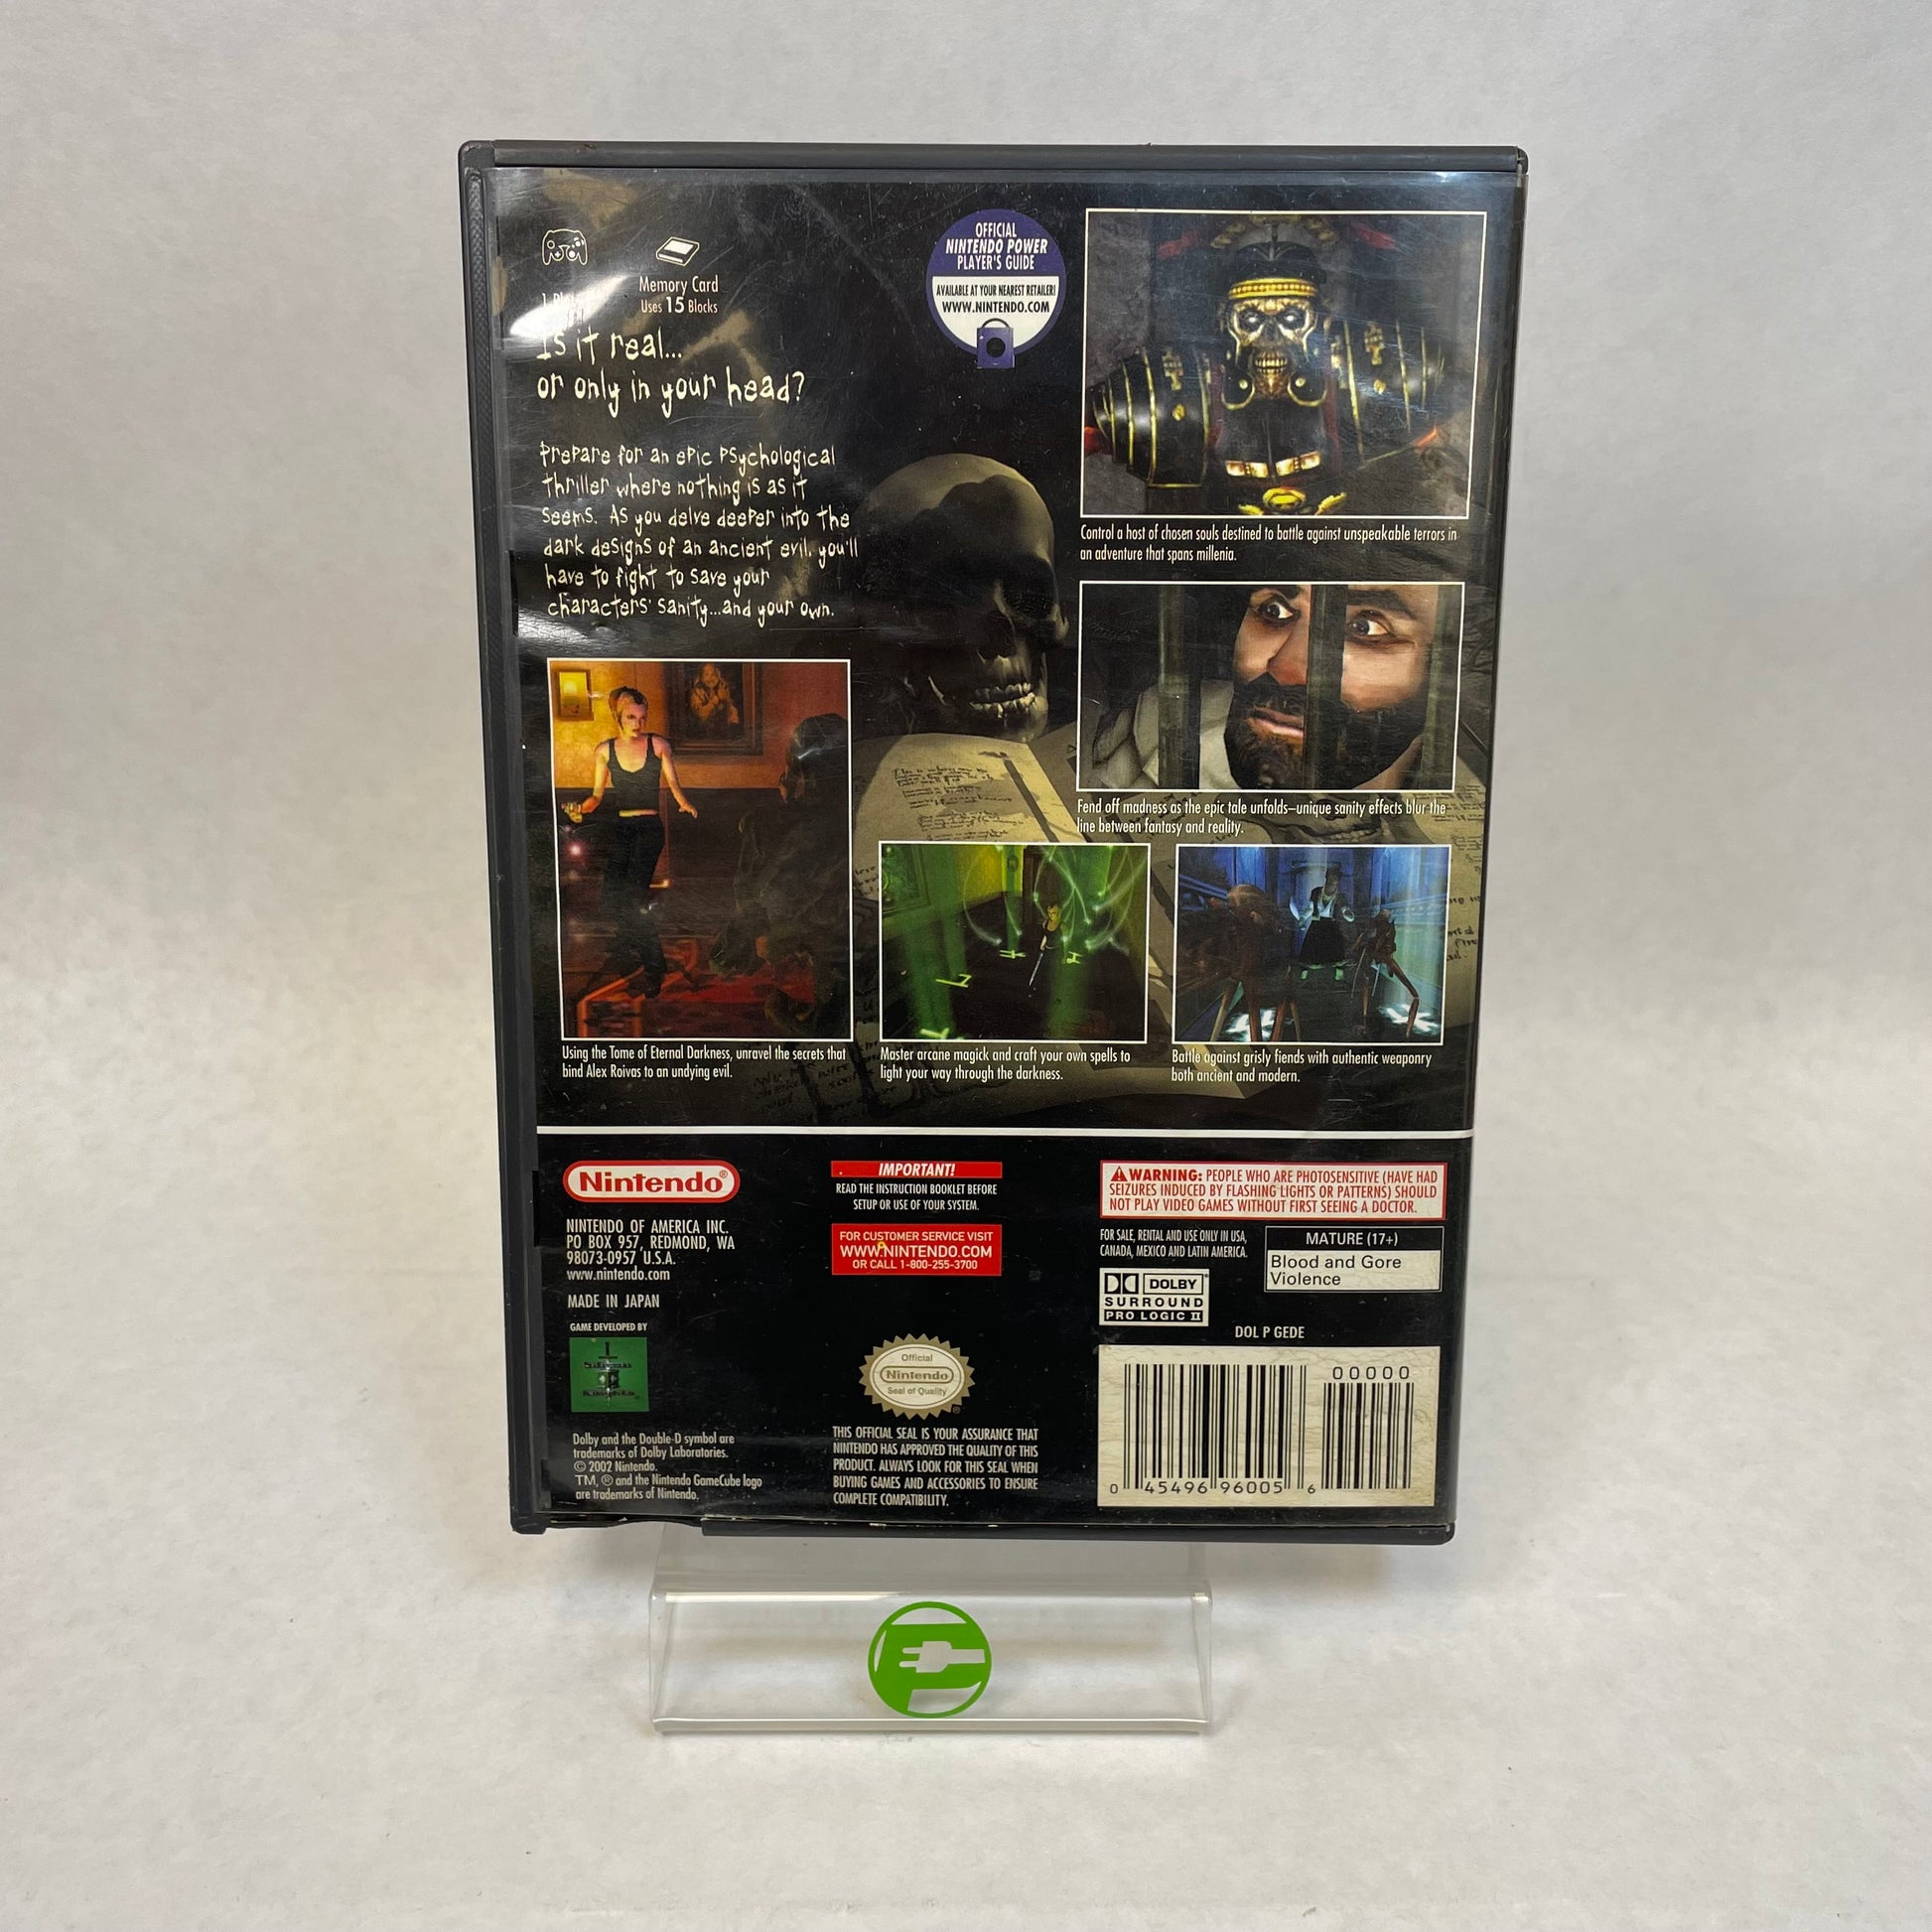 Memory Card
Uses 15 Blocks
OFFICIAL
NINTENDO POWER
PLAYER'S GUIDE
AVAILABLE AT YOUR NEAREST RETAILER!
WWW.NINTENDO.COM
Is it real...
or only in your head?
Prepare for an epic psychological
thriller where nothing is as it
seems. As you delve deeper into the
dark designs of an ancient evil, you'll
have to fight to save your
characters' sanity...and your own.
Control a host of chosen souls destined to battle against unspeakable terrors in
an adventure that spans millenia.
Fend off madness as the epic tale unfolds–unique sanity effects blur the
line between fantasy and reality.
Using the Tome of Eternal Darkness, unravel the secrets that
bind Alex Roivas to an undying evil.
Master arcane magick and craft your own spells to
light your way through the darkness.
Battle against grisly fiends with authentic weaponry
both ancient and modern.
Nintendo®
NINTENDO OF AMERICA INC.
PO BOX 957, REDMOND, WA
98073-0957 U.S.A.
www.nintendo.com
MADE IN JAPAN
GAME DEVELOPED BY
Silicon
Knights
Dolby and the Double-D symbol are
trademarks of Dolby Laboratories.
© 2002 Nintendo.
TM, ® and the Nintendo GameCube logo
are trademarks of Nintendo.
IMPORTANT!
READ THE INSTRUCTION BOOKLET BEFORE
SETUP OR USE OF YOUR SYSTEM.
FOR CUSTOMER SERVICE VISIT
WWW.NINTENDO.COM
OR CALL 1-800-255-3700
Official
Nintendo
Seal of Quality
THIS OFFICIAL SEAL IS YOUR ASSURANCE THAT
NINTENDO HAS APPROVED THE QUALITY OF THIS
PRODUCT. ALWAYS LOOK FOR THIS SEAL WHEN
BUYING GAMES AND ACCESSORIES TO ENSURE
COMPLETE COMPATIBILITY.
WARNING: PEOPLE WHO ARE PHOTOSENSITIVE (HAVE HAD
SEIZURES INDUCED BY FLASHING LIGHTS OR PATTERNS) SHOULD
NOT PLAY VIDEO GAMES WITHOUT FIRST SEEING A DOCTOR.
FOR SALE, RENTAL AND USE ONLY IN USA,
CANADA, MEXICO AND LATIN AMERICA.
MATURE (17+)
Blood and Gore
Violence
DOLBY
SURROUND
PRO LOGIC II
DOL P GEDE
00000
0 45496 96005 6